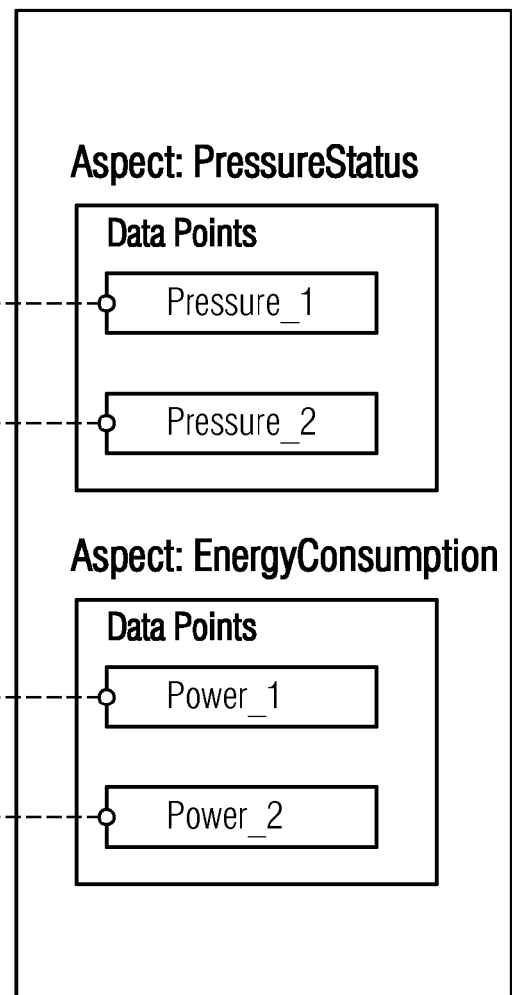 Aspect: PressureStatus
Data Points
Pressure_1
Pressure_2
Aspect: EnergyConsumption
Data Points
Power_1
Power_2